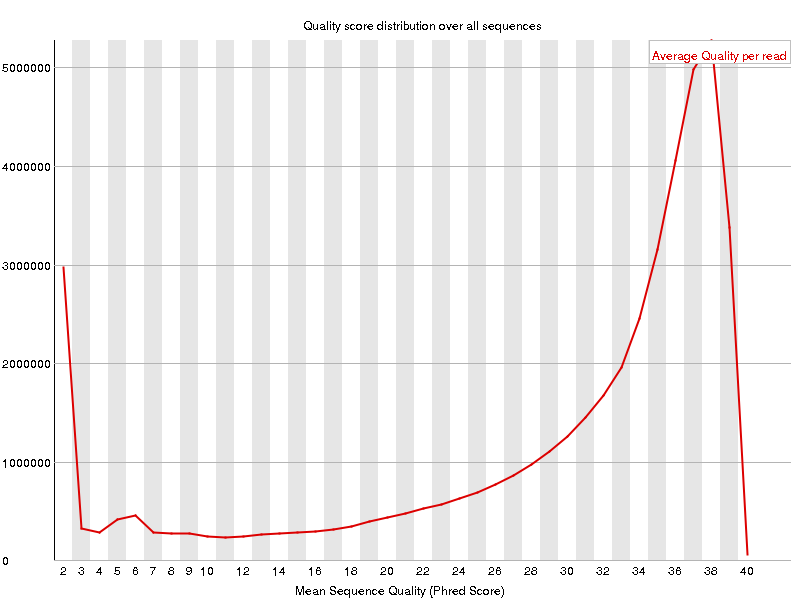 Quality score distribution over all sequences
Average Quality per read
5000000
4000000
3000000
2000000
1000000
0
2 3 4 5 6 7 8 9 10 12 14 16 18 20 22 24 26 28 30 32 34 36 38 40
Mean Sequence Quality (Phred Score)